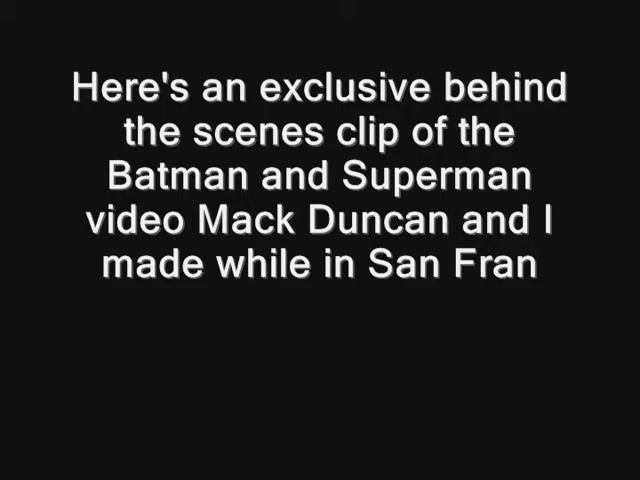 Here's an exclusive behind
the scenes clip of the
Batman and Superman
video Mack Duncan and I
made while in San Fran